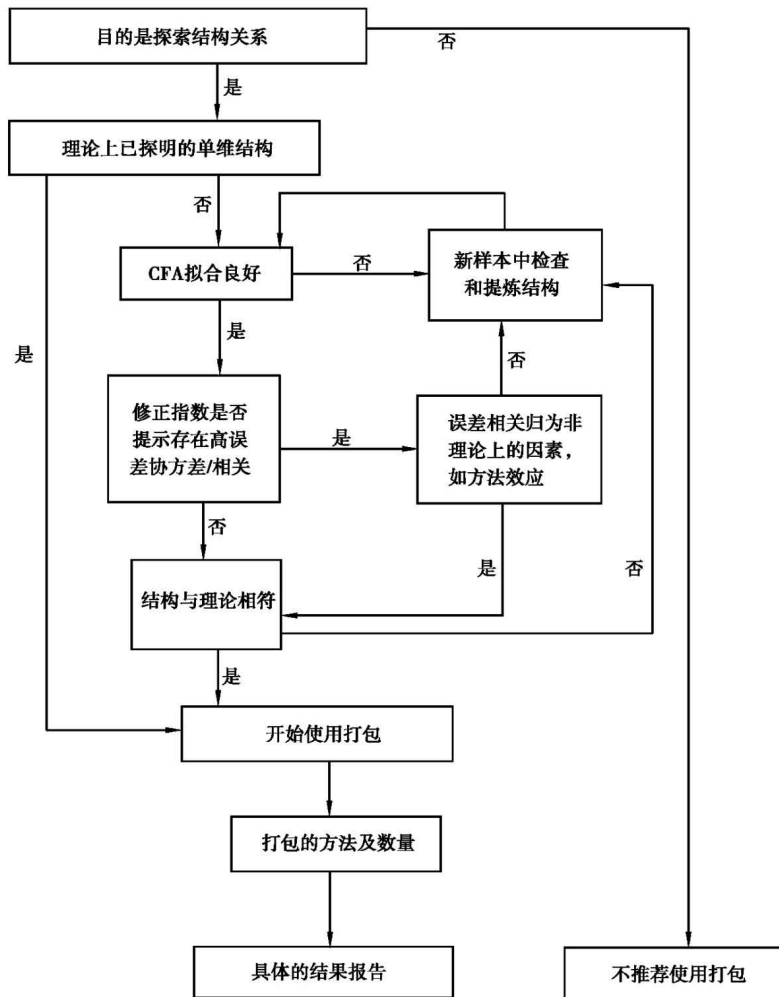 目的是探索结构关系
否
是
理论上已探明的单维结构
否
CFA拟合良好
否
新样本中检查
和提炼结构
是
是
否
修正指数是否
提示存在高误
差协方差/相关
是
误差相关归为非
理论上的因素，
如方法效应
否
是
否
结构与理论相符
是
开始使用打包
打包的方法及数量
具体的结果报告
不推荐使用打包